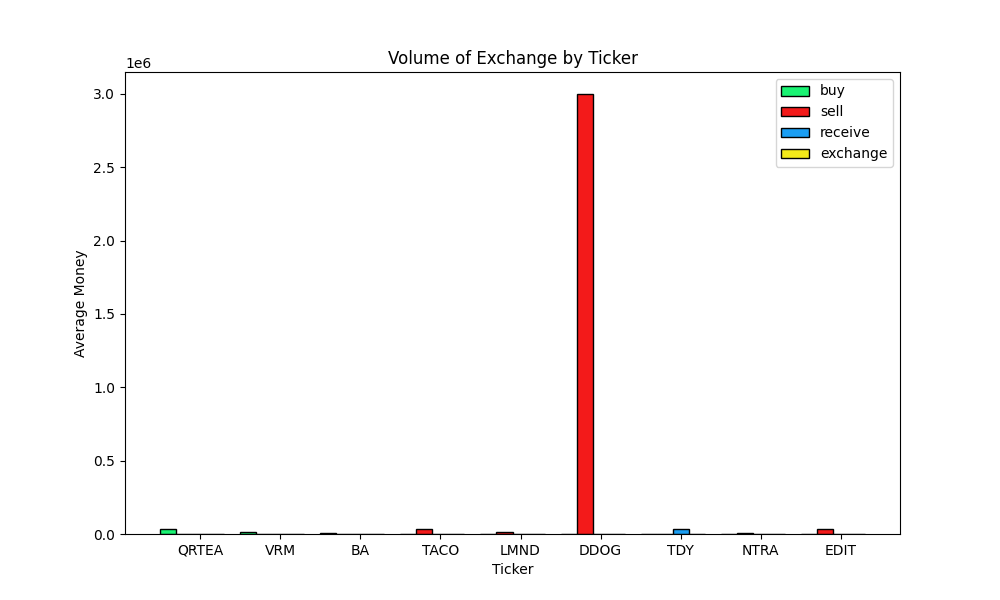 Volume of Exchange by Ticker
1e6
buy
sell
receive
exchange
3.0
2.5
2.0
1.5
1.0
0.5
0.0
Average Money
QRTEA VRM BA TACO LMND DDOG TDY NTRA EDIT
Ticker